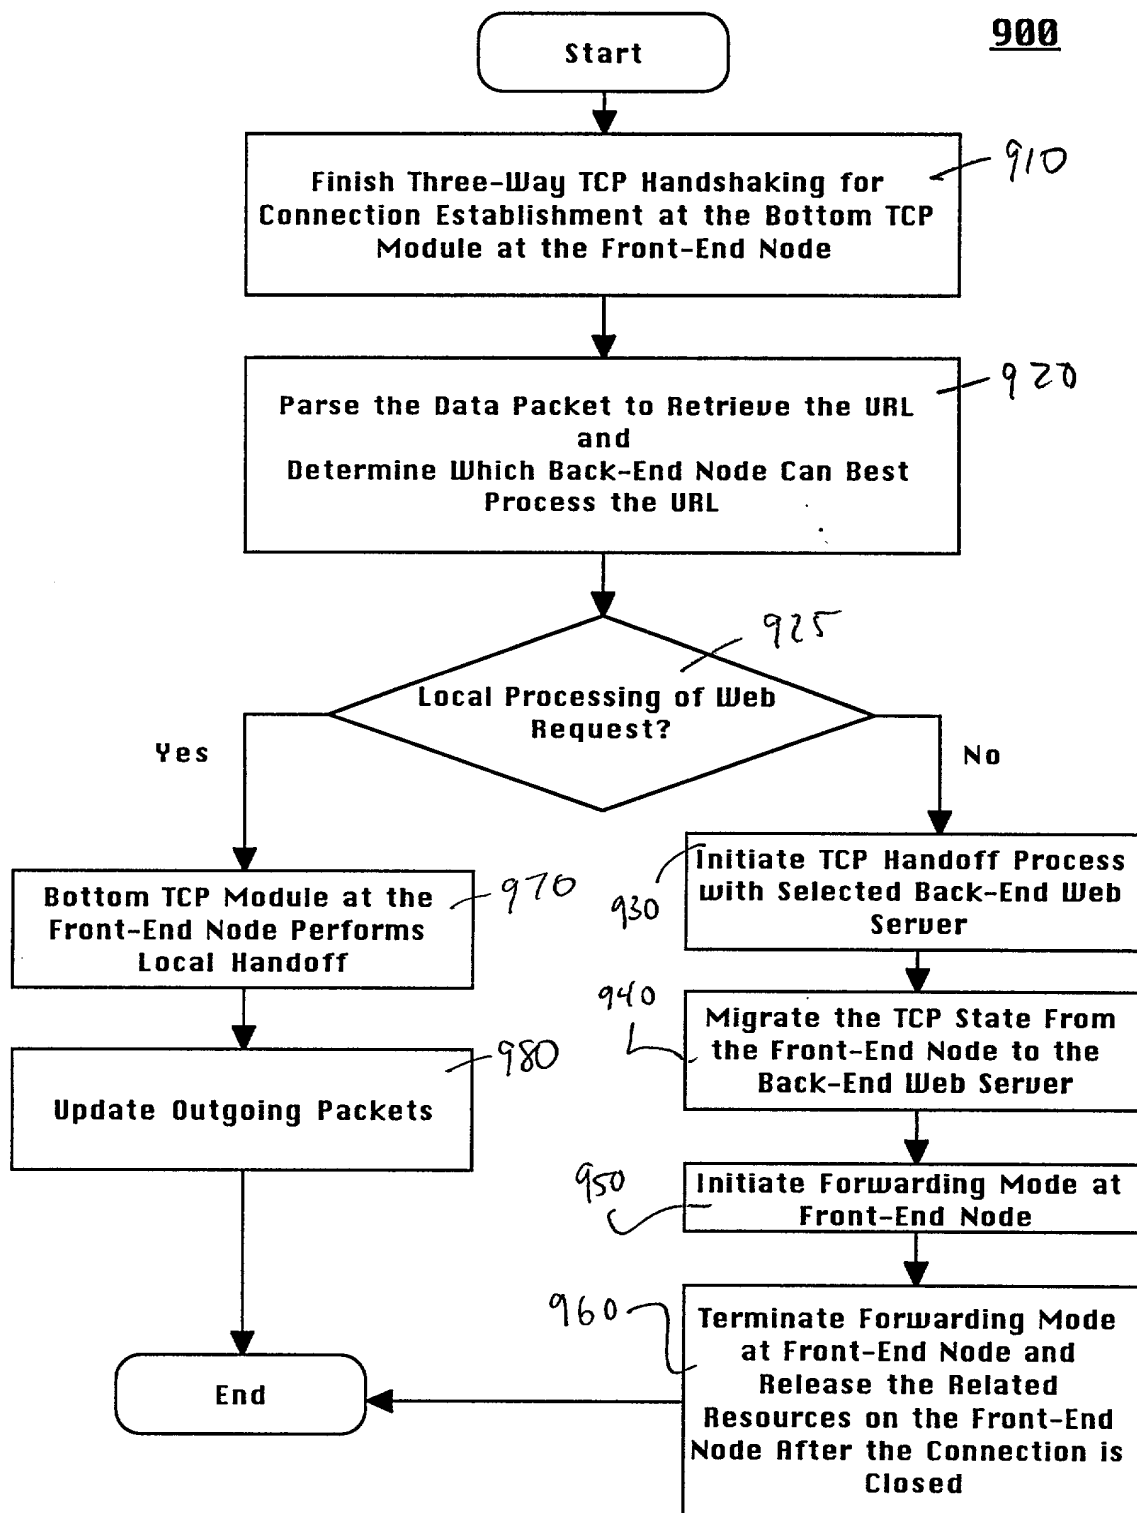 900
Start
910
Finish Three-Way TCP Handshaking for
Connection Establishment at the Bottom TCP
Module at the Front-End Node
920
Parse the Data Packet to Retrieve the URL
and
Determine Which Back-End Node Can Best
Process the URL
925
Local Processing of Web
Request?
Yes
No
930
Initiate TCP Handoff Process
with Selected Back-End Web
Server
970
Bottom TCP Module at the
Front-End Node Performs
Local Handoff
940
Migrate the TCP State From
the Front-End Node to the
Back-End Web Server
980
Update Outgoing Packets
950
Initiate Forwarding Mode at
Front-End Node
960
Terminate Forwarding Mode
at Front-End Node and
Release the Related
Resources on the Front-End
Node After the Connection is
Closed
End